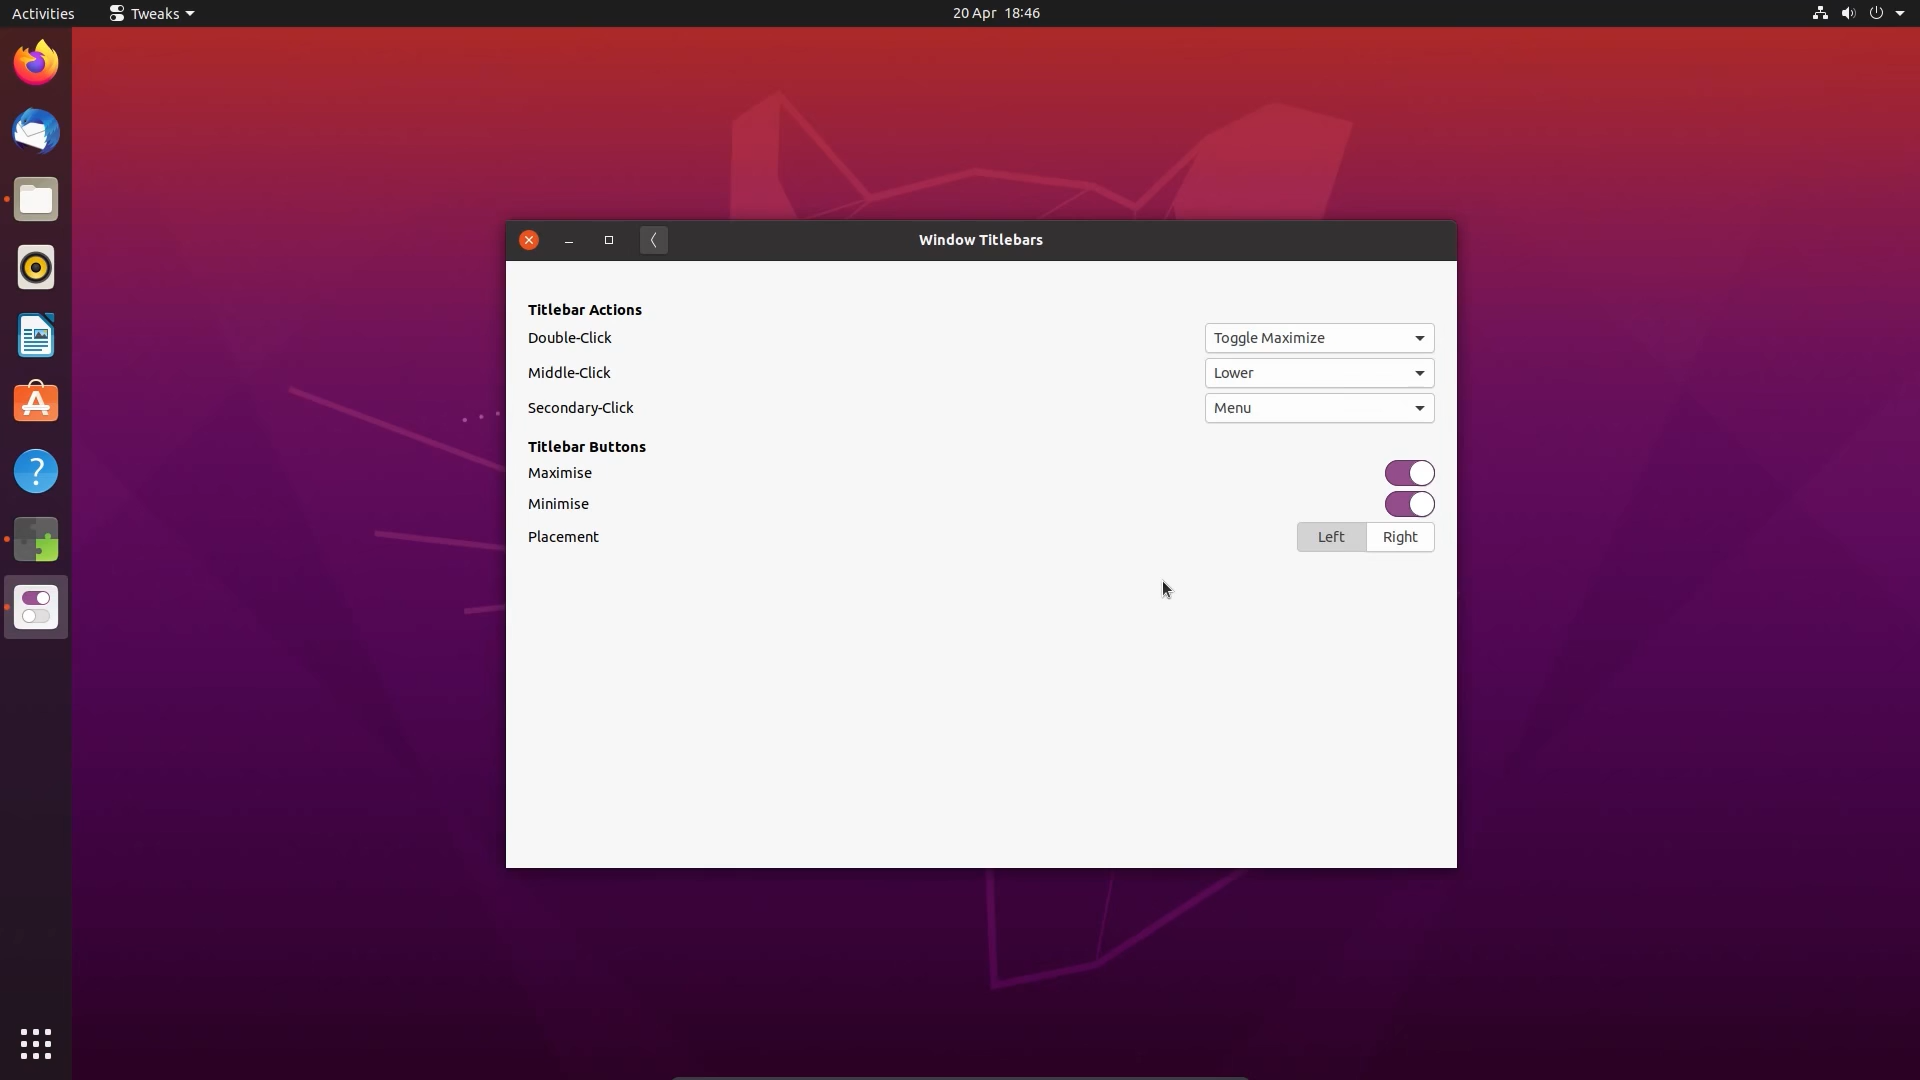 Activities
Tweaks
20 Apr 18:46
Window Titlebars
Titlebar Actions
Double-Click
Toggle Maximize
Middle-Click
Lower
Secondary-Click
Menu
Titlebar Buttons
Maximise
Minimise
Placement
Left
Right